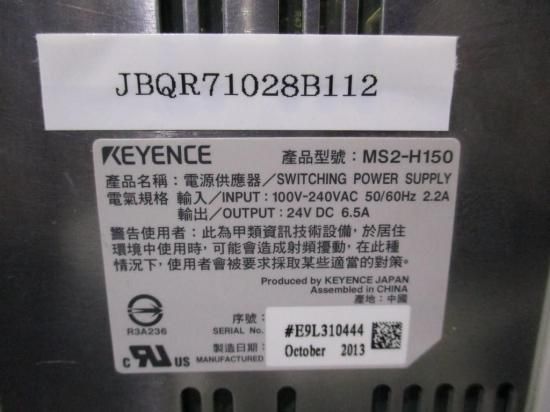 JBQR71028B112
KEYENCE 產品型號: MS2-H150
產品名稱: 電源供應器/SWITCHING POWER SUPPLY
電氣規格 輸入/INPUT: 100V-240VAC 50/60Hz 2.2A
輸出/OUTPUT: 24V DC 6.5A
警告使用者: 此為甲類資訊技術設備, 於居住
環境中使用時, 可能會造成射頻擾動, 在此種
情況下, 使用者會被要求採取某些適當的對策。
Produced by KEYENCE JAPAN
Assembled in CHINA
產地: 中國
R3A236
序號:
SERIAL No.
#E9L310444
製造日期:
MANUFACTURED
October 2013
C UR US